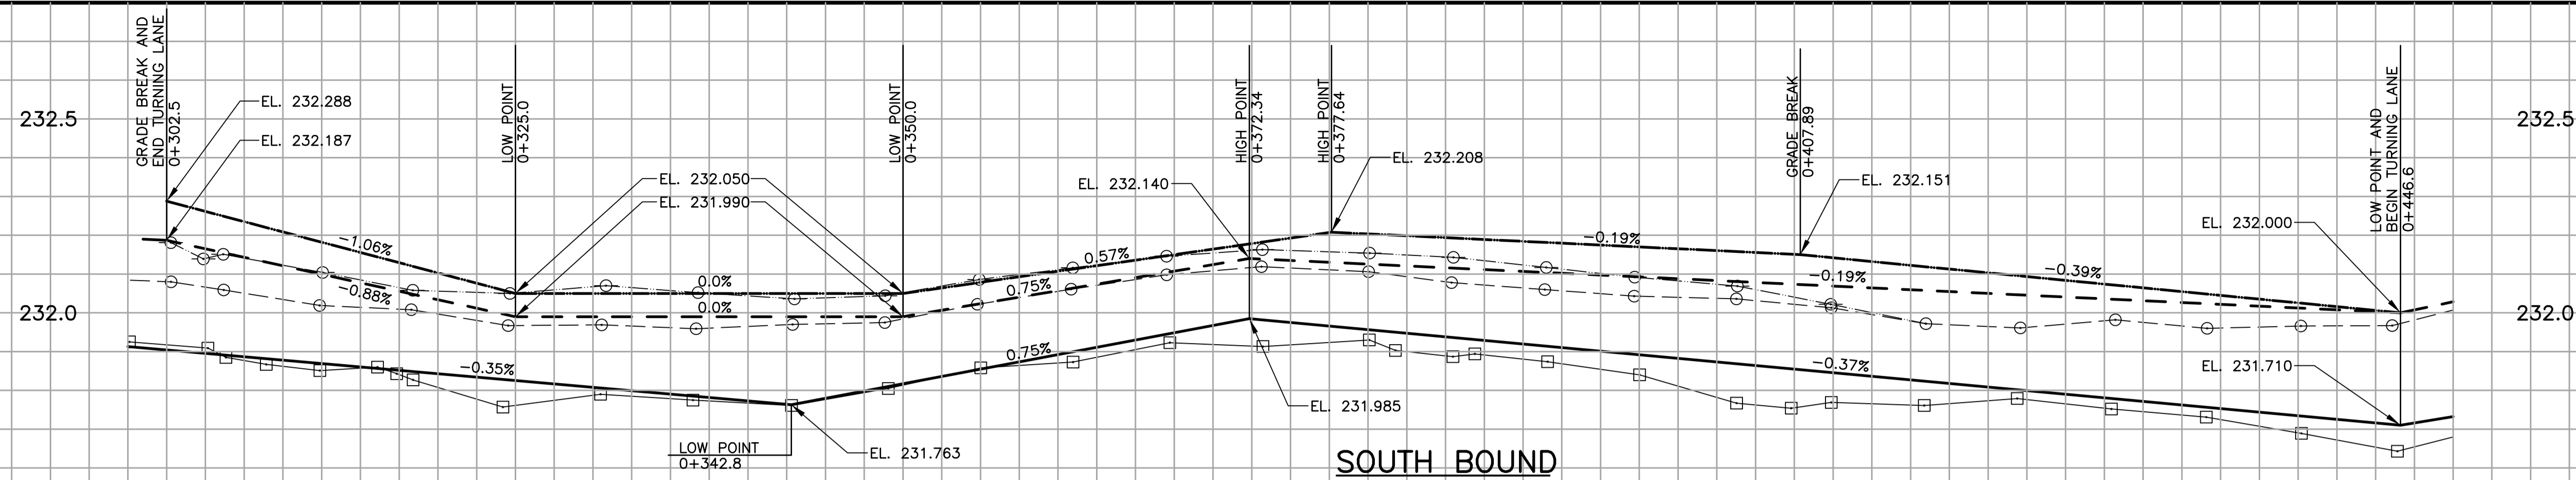 GRADE BREAK AND
END TURNING LANE
0+302.5
LOW POINT
0+325.0
LOW POINT
0+350.0
HIGH POINT
0+372.34
HIGH POINT
0+377.64
GRADE BREAK
0+407.89
LOW POINT AND
BEGIN TURNING LANE
0+446.6
232.5
232.5
EL. 232.288
EL. 232.187
EL. 232.050
EL. 231.990
EL. 232.140
EL. 232.208
EL. 232.151
EL. 232.000
-1.06%
0.0%
0.57%
-0.19%
-0.88%
0.0%
0.75%
-0.19%
-0.39%
232.0
232.0
-0.35%
0.75%
-0.37%
EL. 231.710
EL. 231.985
LOW POINT
0+342.8
EL. 231.763
SOUTH BOUND